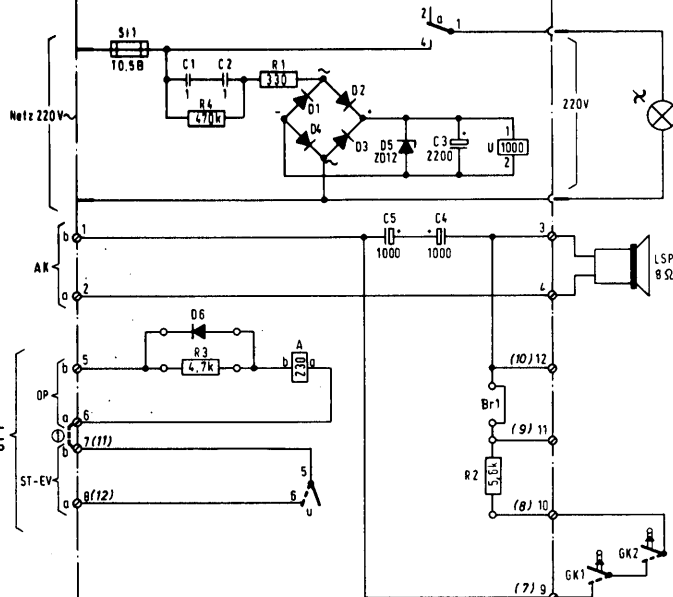 2 a 1
4
Si1
10,5B
C1 C2 R1
1 1 330
R4
470k
~
D1 D2
- +
D4 D3
~
D5
ZD12
C3 +
2200
U 1000
1
2
Netz 220V~
220V
b 1
AK
a 2
C5 C4
+ +
1000 1000
3
4
LSP
8Ω
D6
R3
4,7k
A
b 230 a
b 5
OP
a 6
b 7(11)
ST-EV
a 8(12)
5
6
U
(10) 12
Br1
(9) 11
R2
5,6k
(8) 10
GK2
GK1
(7) 9